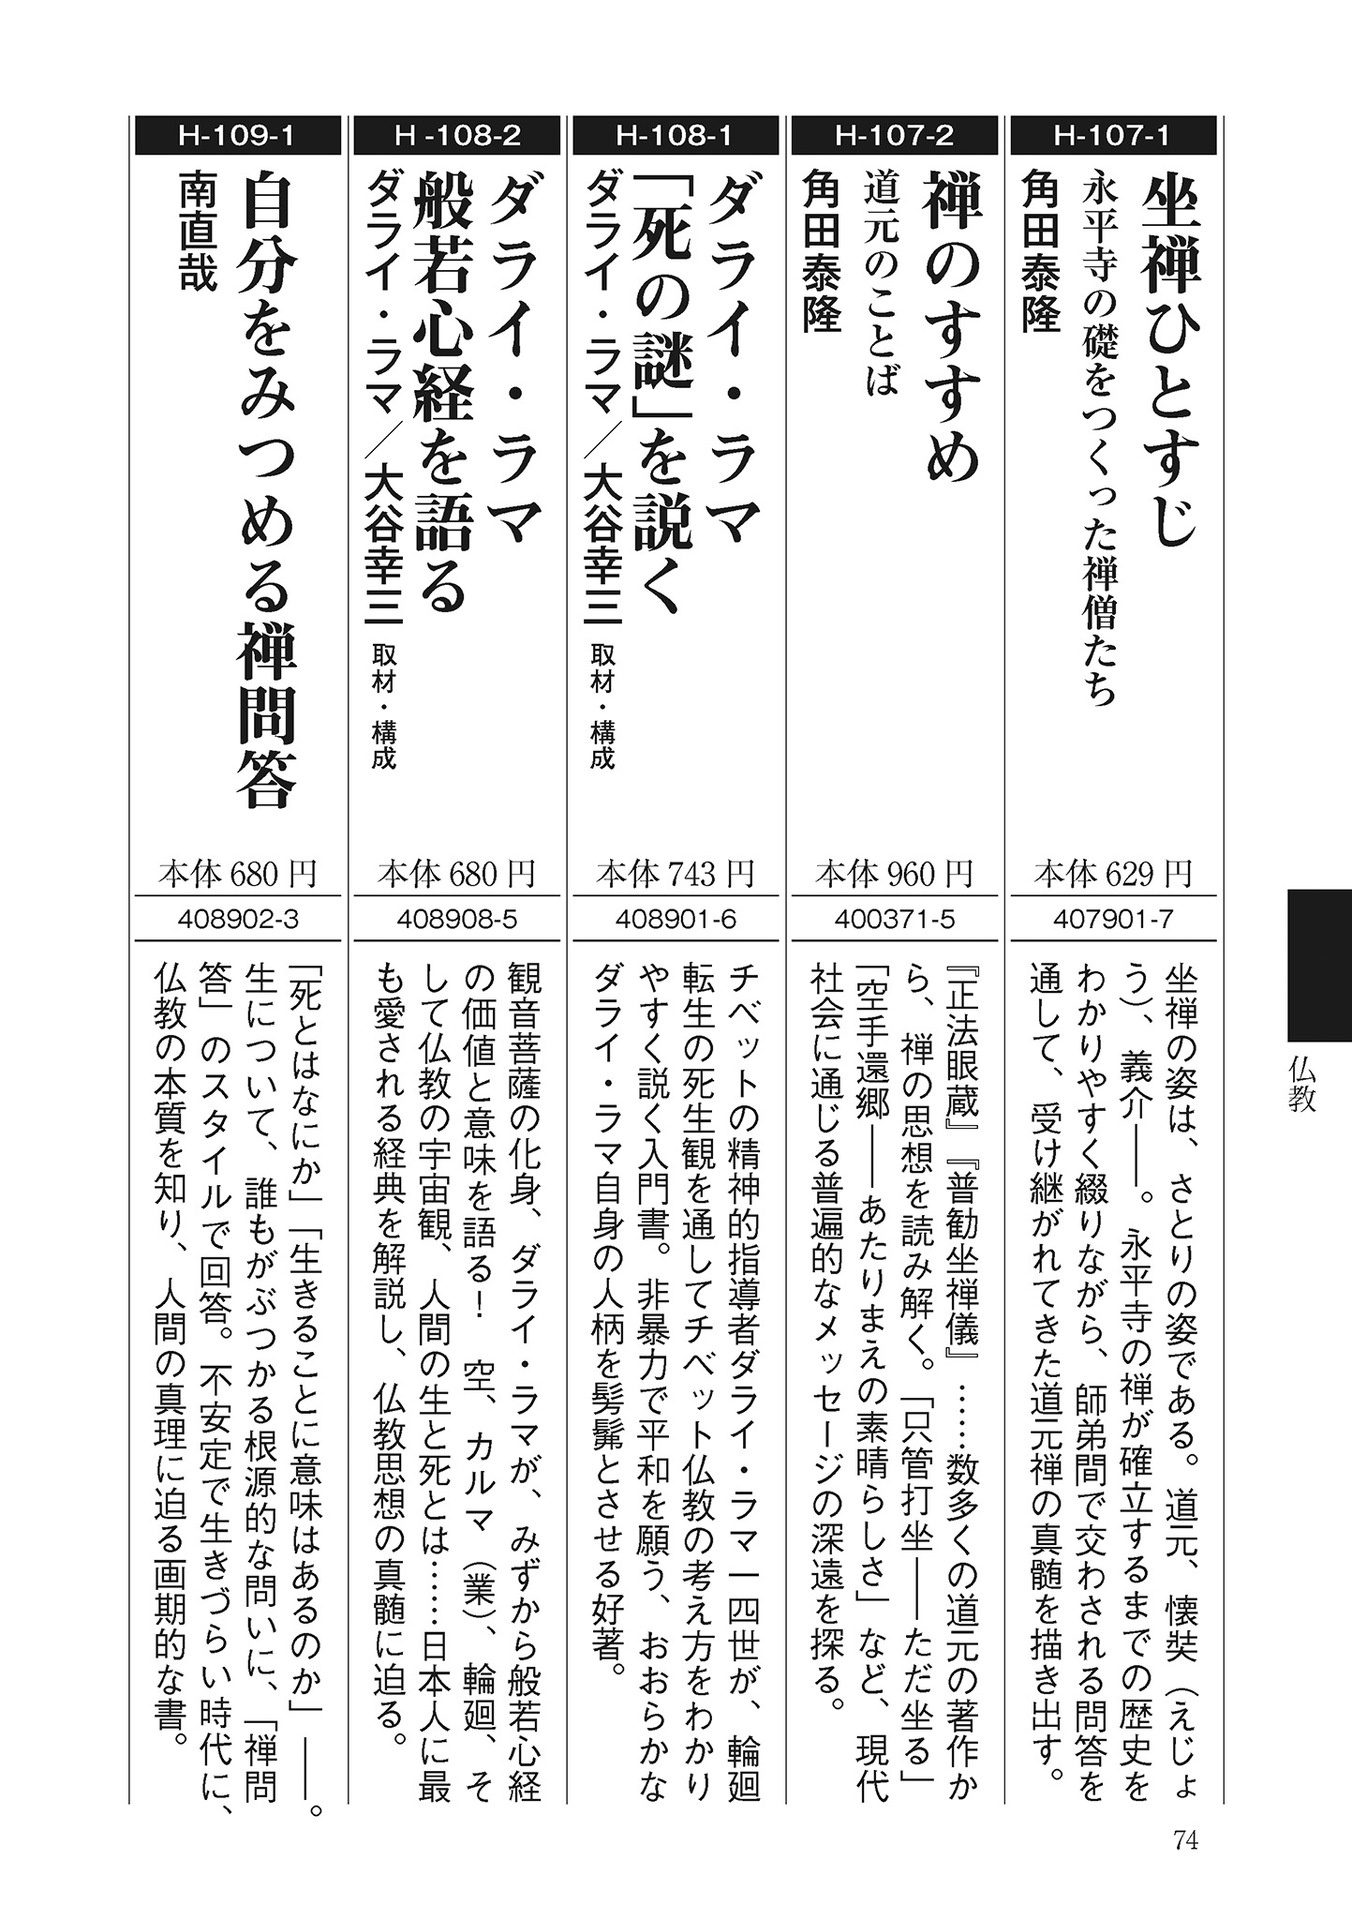 H-107-1
坐禅ひとすじ
永平寺の礎をつくった禅僧たち
角田泰隆
本体629円
407901-7
坐禅の姿は、さとりの姿である。道元、懐奘（えじょ
う）、義介――。永平寺の禅が確立するまでの歴史を
わかりやすく綴りながら、師弟間で交わされる問答を
通して、受け継がれてきた道元禅の真髄を描き出す。
H-107-2
禅のすすめ
道元のことば
角田泰隆
本体960円
400371-5
『正法眼蔵』『普勧坐禅儀』……数多くの道元の著作か
ら、禅の思想を読み解く。「只管打坐――ただ坐る」
「空手還郷――あたりまえの素晴らしさ」など、現代
社会に通じる普遍的なメッセージの深遠を探る。
H-108-1
ダライ・ラマ
「死の謎」を説く
ダライ・ラマ／大谷幸三 取材・構成
本体743円
408901-6
チベットの精神的指導者ダライ・ラマ一四世が、輪廻
転生の死生観を通してチベット仏教の考え方をわかり
やすく説く入門書。非暴力で平和を願う、おおらかな
ダライ・ラマ自身の人柄を髣髴とさせる好著。
H-108-2
ダライ・ラマ
般若心経を語る
ダライ・ラマ／大谷幸三 取材・構成
本体680円
408908-5
観音菩薩の化身、ダライ・ラマが、みずから般若心経
の価値と意味を語る！ 空、カルマ（業）、輪廻、そ
して仏教の宇宙観、人間の生と死とは……日本人に最
も愛される経典を解説し、仏教思想の真髄に迫る。
H-109-1
自分をみつめる禅問答
南直哉
本体680円
408902-3
「死とはなにか」「生きることに意味はあるのか」――。
生について、誰もがぶつかる根源的な問いに、「禅問
答」のスタイルで回答。不安定で生きづらい時代に、
仏教の本質を知り、人間の真理に迫る画期的な書。
仏教
74